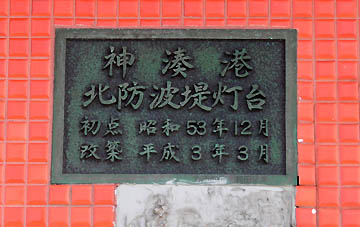 神湊港
北防波堤灯台
初点 昭和53年12月
改築 平成3年3月